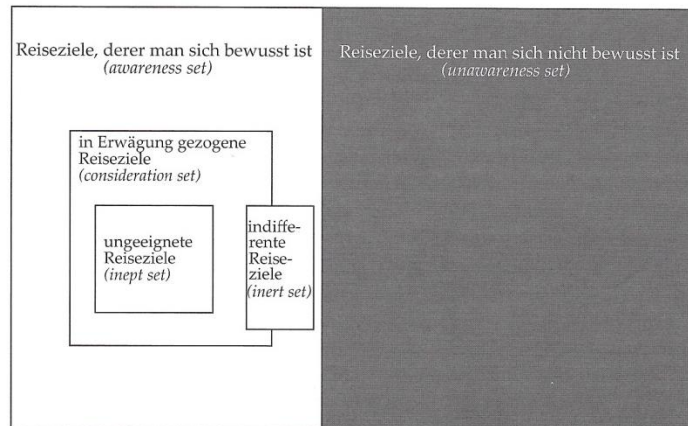 Reiseziele, derer man sich bewusst ist
(awareness set)
Reiseziele, derer man sich nicht bewusst ist
(unawareness set)
in Erwägung gezogene
Reiseziele
(consideration set)
ungeeignete
Reiseziele
(inept set)
indiffe-
rente
Reise-
ziele
(inert set)